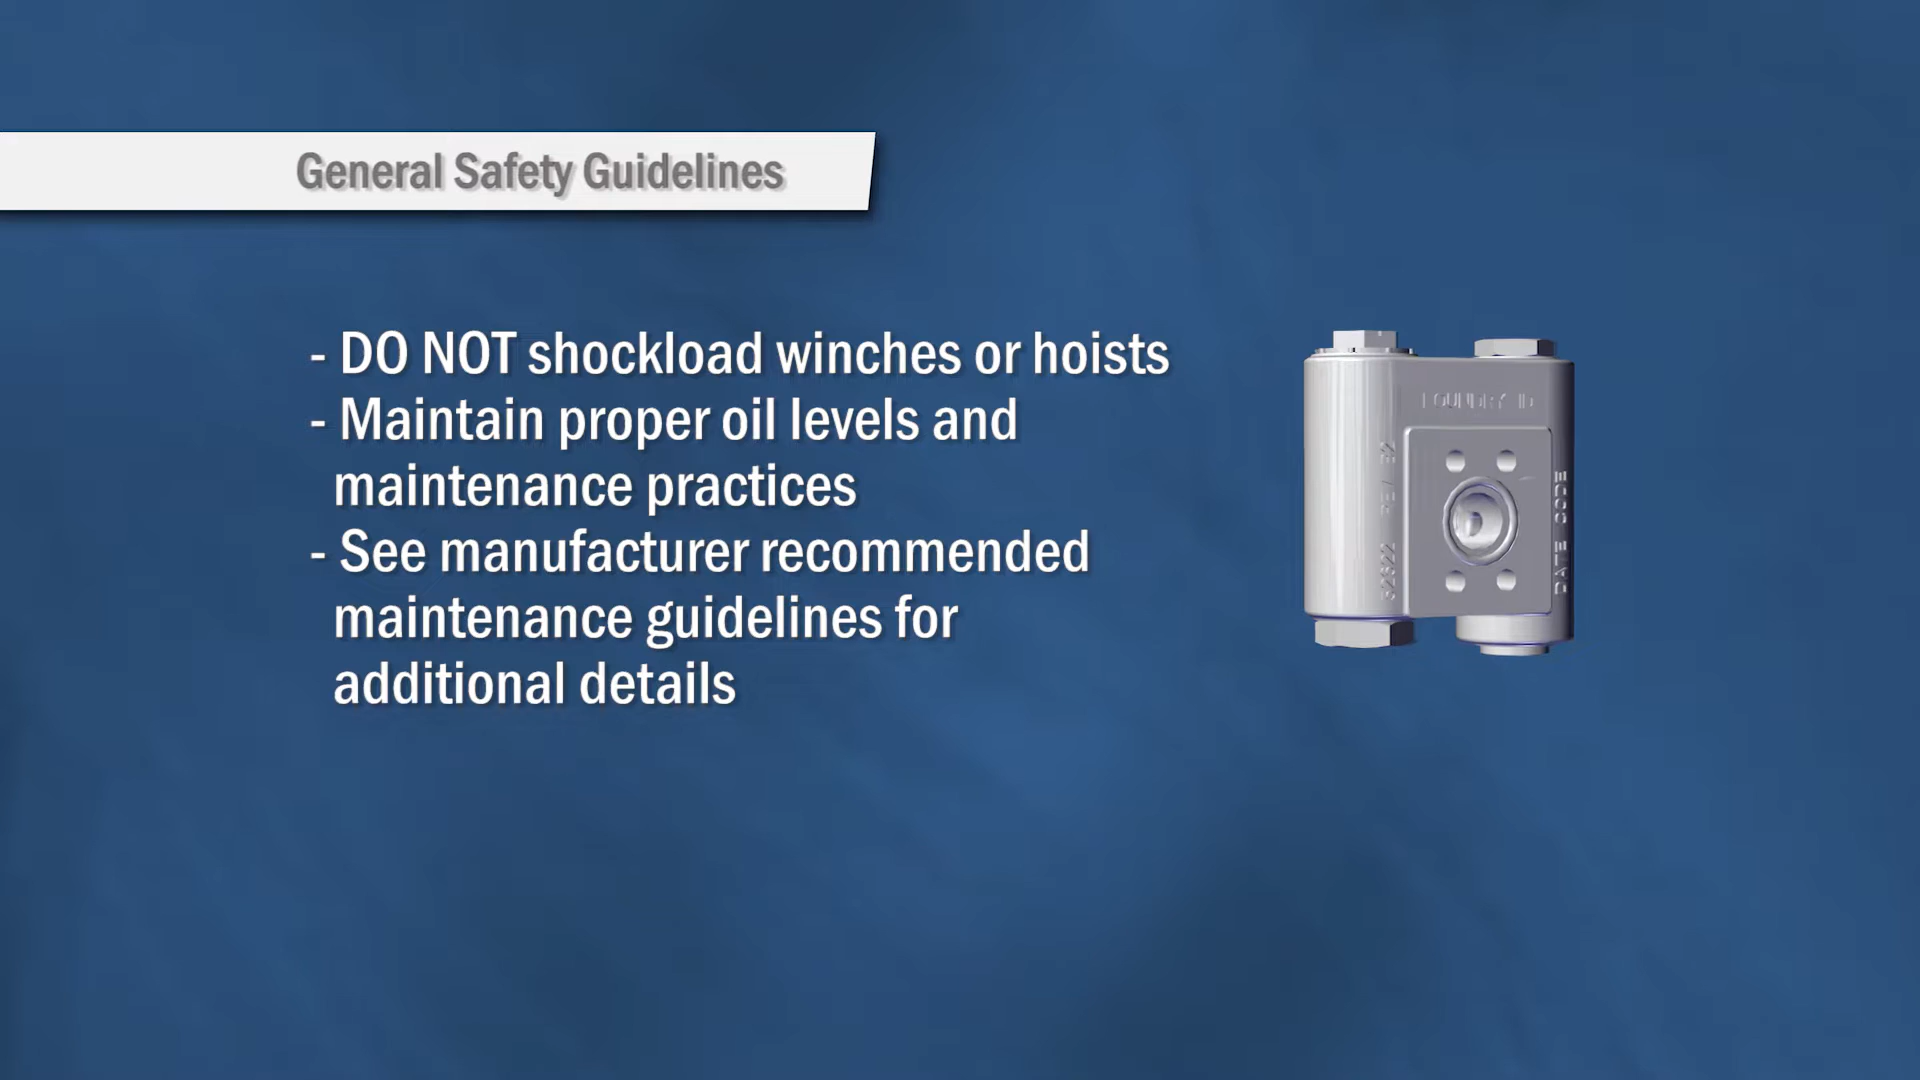 General Safety Guidelines
- DO NOT shockload winches or hoists
- Maintain proper oil levels and
maintenance practices
- See manufacturer recommended
maintenance guidelines for
additional details
FOUNDRY ID
DATE CODE